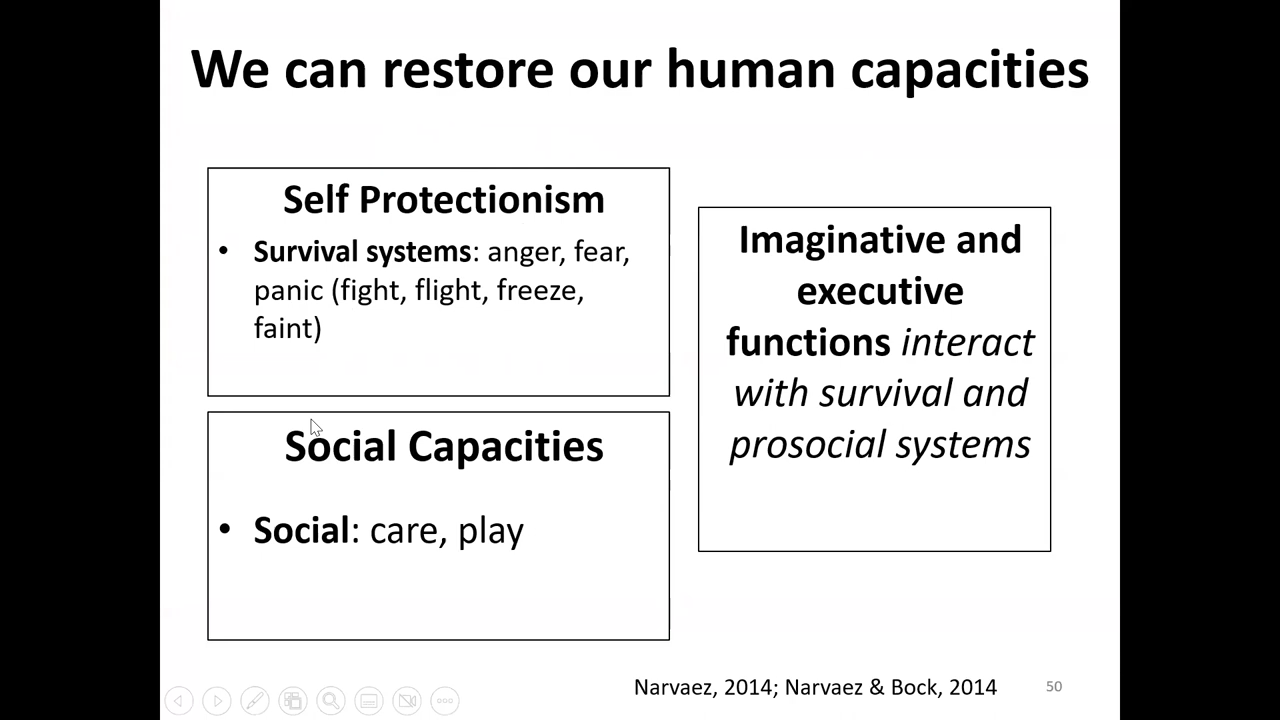 We can restore our human capacities
Self Protectionism
• Survival systems: anger, fear,
panic (fight, flight, freeze,
faint)
Social Capacities
• Social: care, play
Imaginative and
executive
functions interact
with survival and
prosocial systems
Narvaez, 2014; Narvaez & Bock, 2014
50